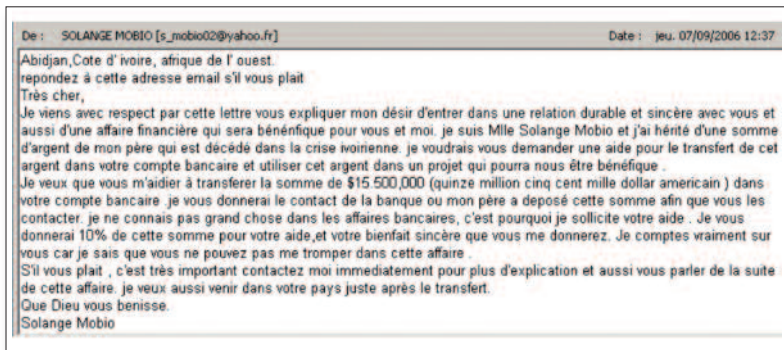 De : SOLANGE MOBIO [s_mobio02@yahoo.fr] Date : jeu. 07/09/2006 12:37
Abidjan,Cote d' ivoire, afrique de l' ouest.
repondez à cette adresse email s'il vous plait
Très cher,
Je viens avec respect par cette lettre vous expliquer mon désir d'entrer dans une relation durable et sincère avec vous et
aussi d'une affaire financière qui sera bénénfique pour vous et moi. je suis Mlle Solange Mobio et j'ai hérité d'une somme
d'argent de mon père qui est décédé dans la crise ivoirienne. je voudrais vous demander une aide pour le transfert de cet
argent dans votre compte bancaire et utiliser cet argent dans un projet qui pourra nous être bénéfique .
Je veux que vous m'aidier à transferer la somme de $15.500,000 (quinze million cinq cent mille dollar americain ) dans
votre compte bancaire .je vous donnerai le contact de la banque ou mon père a deposé cette somme afin que vous les
contacter. je ne connais pas grand chose dans les affaires bancaires, c'est pourquoi je sollicite votre aide . Je vous
donnerai 10% de cette somme pour votre aide,et votre bienfait sincère que vous me donnerez. Je comptes vraiment sur
vous car je sais que vous ne pouvez pas me tromper dans cette affaire .
S'il vous plait , c'est très important contactez moi immediatement pour plus d'explication et aussi vous parler de la suite
de cette affaire. je veux aussi venir dans votre pays juste après le transfert.
Que Dieu vous benisse.
Solange Mobio